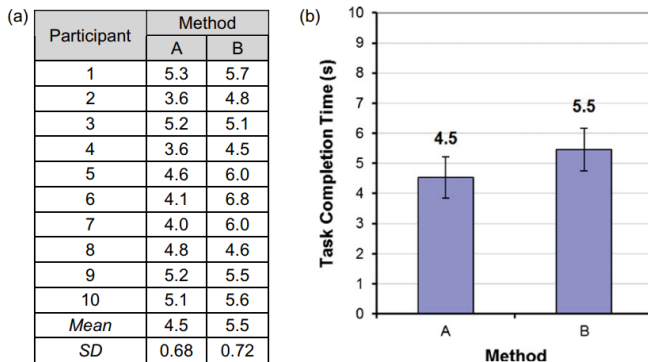 (a)
Participant Method
A B
1 5.3 5.7
2 3.6 4.8
3 5.2 5.1
4 3.6 4.5
5 4.6 6.0
6 4.1 6.8
7 4.0 6.0
8 4.8 4.6
9 5.2 5.5
10 5.1 5.6
Mean 4.5 5.5
SD 0.68 0.72
(b)
Task Completion Time (s)
10
9
8
7
6
5
4
3
2
1
0
4.5
5.5
A B
Method